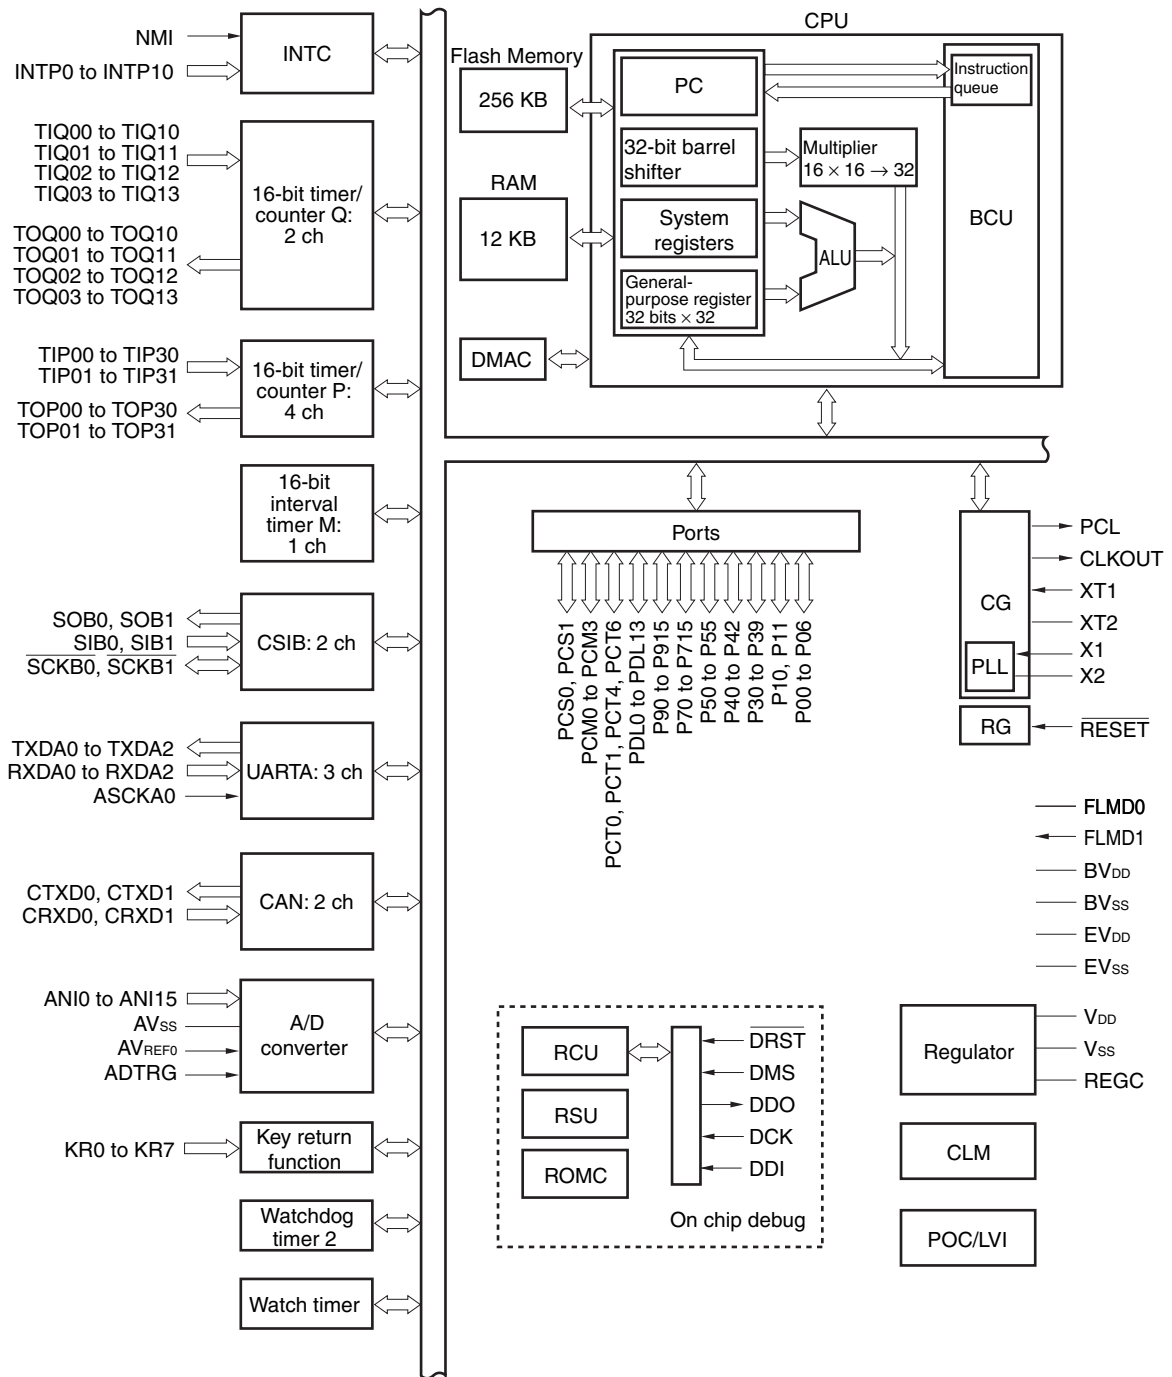 NMI
INTP0 to INTP10
INTC
TIQ00 to TIQ10
TIQ01 to TIQ11
TIQ02 to TIQ12
TIQ03 to TIQ13
TOQ00 to TOQ10
TOQ01 to TOQ11
TOQ02 to TOQ12
TOQ03 to TOQ13
16-bit timer/
counter Q:
2 ch
TIP00 to TIP30
TIP01 to TIP31
TOP00 to TOP30
TOP01 to TOP31
16-bit timer/
counter P:
4 ch
16-bit
interval
timer M:
1 ch
SOB0, SOB1
SIB0, SIB1
SCKB0, SCKB1
CSIB: 2 ch
TXDA0 to TXDA2
RXDA0 to RXDA2
ASCKA0
UARTA: 3 ch
CTXD0, CTXD1
CRXD0, CRXD1
CAN: 2 ch
ANI0 to ANI15
AVSS
AVREF0
ADTRG
A/D
converter
KR0 to KR7
Key return
function
Watchdog
timer 2
Watch timer
Flash Memory
256 KB
RAM
12 KB
DMAC
CPU
PC
32-bit barrel
shifter
System
registers
General-
purpose register
32 bits × 32
Multiplier
16 × 16 → 32
ALU
Instruction
queue
BCU
Ports
PCS0, PCS1
PCM0 to PCM3
PCT0, PCT1, PCT4, PCT6
PDL0 to PDL13
P90 to P915
P70 to P715
P50 to P55
P40 to P42
P30 to P39
P10, P11
P00 to P06
CG
PLL
PCL
CLKOUT
XT1
XT2
X1
X2
RG
RESET
FLMD0
FLMD1
BVDD
BVSS
EVDD
EVSS
Regulator
VDD
VSS
REGC
CLM
POC/LVI
RCU
RSU
ROMC
DRST
DMS
DDO
DCK
DDI
On chip debug